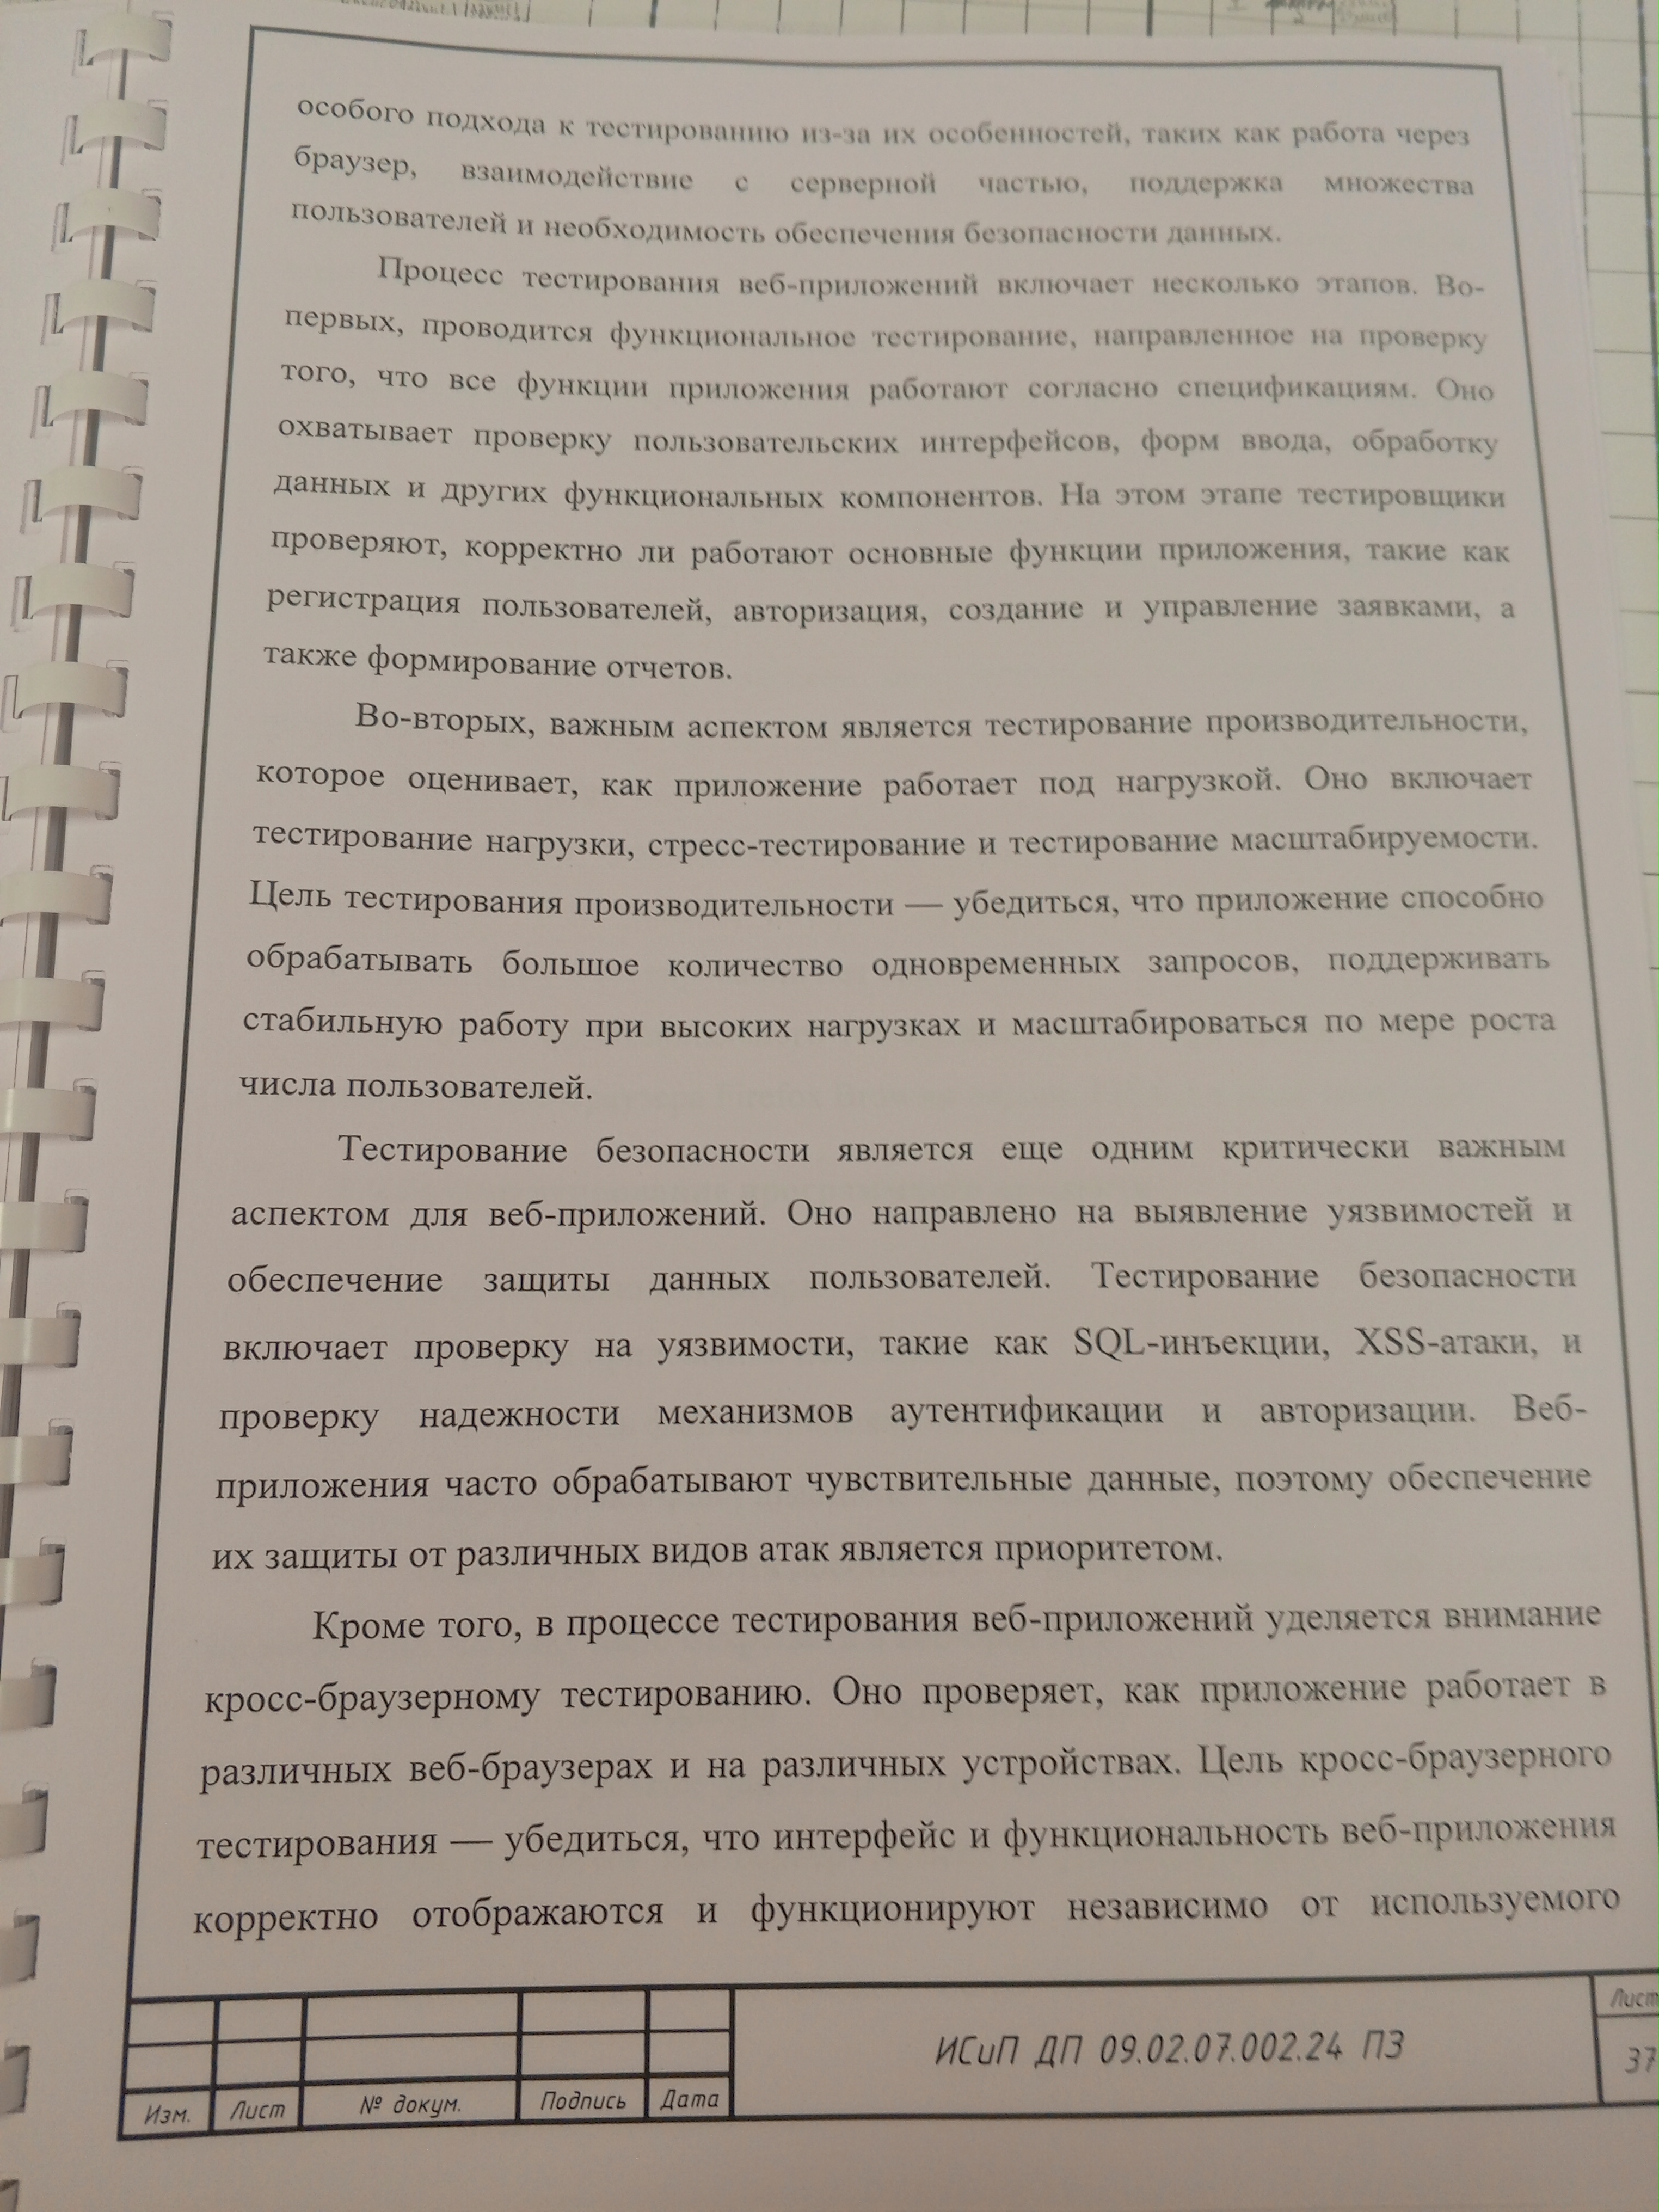 особого подхода к тестированию из-за их особенностей, таких как работа через
браузер, взаимодействие с серверной частью, поддержка множества
пользователей и необходимость обеспечения безопасности данных.
Процесс тестирования веб-приложений включает несколько этапов. Во-
первых, проводится функциональное тестирование, направленное на проверку
того, что все функции приложения работают согласно спецификациям. Оно
охватывает проверку пользовательских интерфейсов, форм ввода, обработку
данных и других функциональных компонентов. На этом этапе тестировщики
проверяют, корректно ли работают основные функции приложения, такие как
регистрация пользователей, авторизация, создание и управление заявками, а
также формирование отчетов.
Во-вторых, важным аспектом является тестирование производительности,
которое оценивает, как приложение работает под нагрузкой. Оно включает
тестирование нагрузки, стресс-тестирование и тестирование масштабируемости.
Цель тестирования производительности — убедиться, что приложение способно
обрабатывать большое количество одновременных запросов, поддерживать
стабильную работу при высоких нагрузках и масштабироваться по мере роста
числа пользователей.
Тестирование безопасности является еще одним критически важным
аспектом для веб-приложений. Оно направлено на выявление уязвимостей и
обеспечение защиты данных пользователей. Тестирование безопасности
включает проверку на уязвимости, такие как SQL-инъекции, XSS-атаки, и
проверку надежности механизмов аутентификации и авторизации. Веб-
приложения часто обрабатывают чувствительные данные, поэтому обеспечение
их защиты от различных видов атак является приоритетом.
Кроме того, в процессе тестирования веб-приложений уделяется внимание
кросс-браузерному тестированию. Оно проверяет, как приложение работает в
различных веб-браузерах и на различных устройствах. Цель кросс-браузерного
тестирования — убедиться, что интерфейс и функциональность веб-приложения
корректно отображаются и функционируют независимо от используемого
Лист
ИСиП ДП 09.02.07.002.24 ПЗ
37
Изм. Лист № докум. Подпись Дата